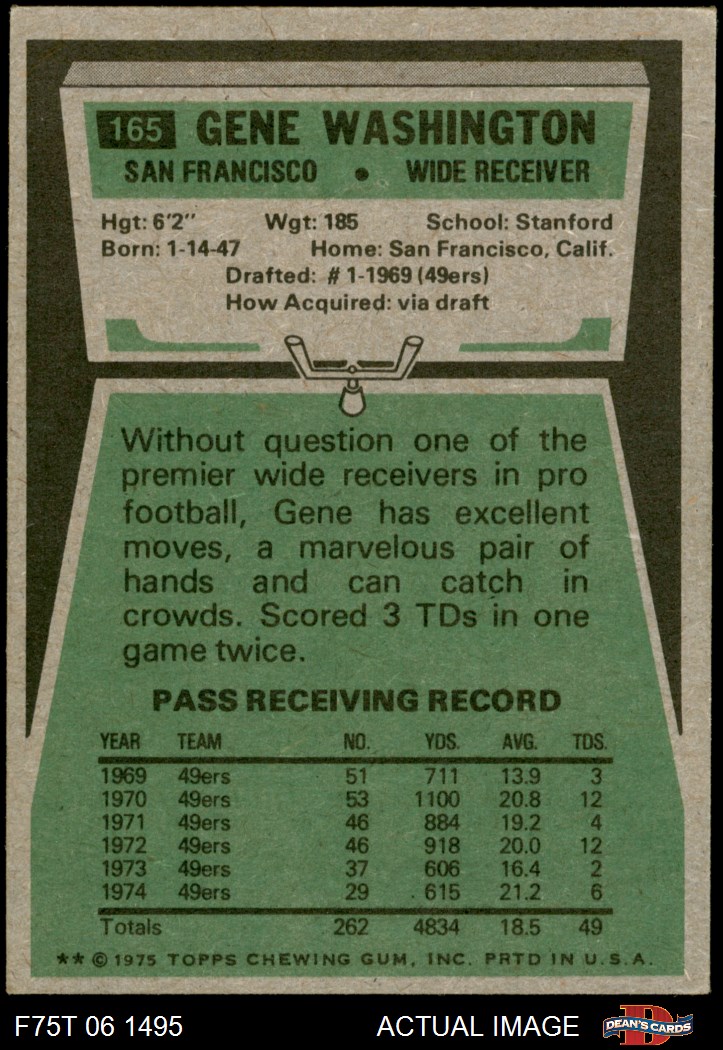 165 GENE WASHINGTON
SAN FRANCISCO • WIDE RECEIVER
Hgt: 6'2" Wgt: 185 School: Stanford
Born: 1-14-47 Home: San Francisco, Calif.
Drafted: #1-1969 (49ers)
How Acquired: via draft
Without question one of the
premier wide receivers in pro
football, Gene has excellent
moves, a marvelous pair of
hands and can catch in
crowds. Scored 3 TDs in one
game twice.
PASS RECEIVING RECORD
YEAR TEAM NO. YDS. AVG. TDS.
1969 49ers 51 711 13.9 3
1970 49ers 53 1100 20.8 12
1971 49ers 46 884 19.2 4
1972 49ers 46 918 20.0 12
1973 49ers 37 606 16.4 2
1974 49ers 29 615 21.2 6
Totals 262 4834 18.5 49
** © 1975 TOPPS CHEWING GUM, INC. PRTD IN U.S.A.
F75T 06 1495 ACTUAL IMAGE D DEAN'S CARDS